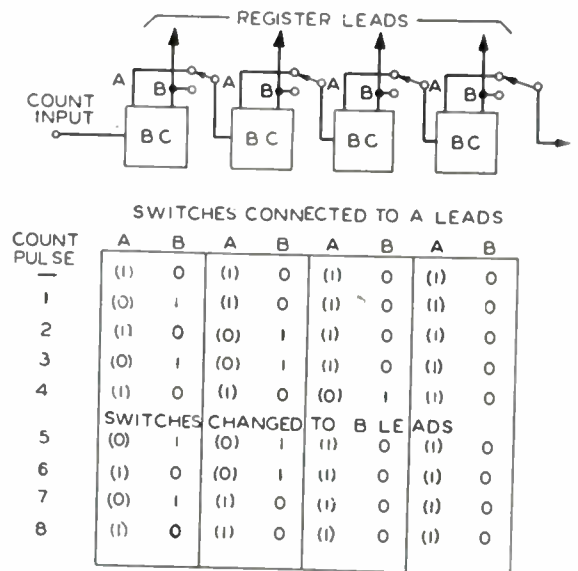 REGISTER LEADS
A A A A
B B B B
COUNT
INPUT
BC BC BC BC
SWITCHES CONNECTED TO A LEADS
COUNT
PULSE
A B A B A B A B
— (1) 0 (1) 0 (1) 0 (1) 0
1 (0) 1 (1) 0 (1) 0 (1) 0
2 (1) 0 (0) 1 (1) 0 (1) 0
3 (0) 1 (0) 1 (1) 0 (1) 0
4 (1) 0 (1) 0 (0) 1 (1) 0
SWITCHES CHANGED TO B LEADS
5 (0) 1 (0) 1 (1) 0 (1) 0
6 (1) 0 (0) 1 (1) 0 (1) 0
7 (0) 1 (1) 0 (1) 0 (1) 0
8 (1) 0 (1) 0 (1) 0 (1) 0